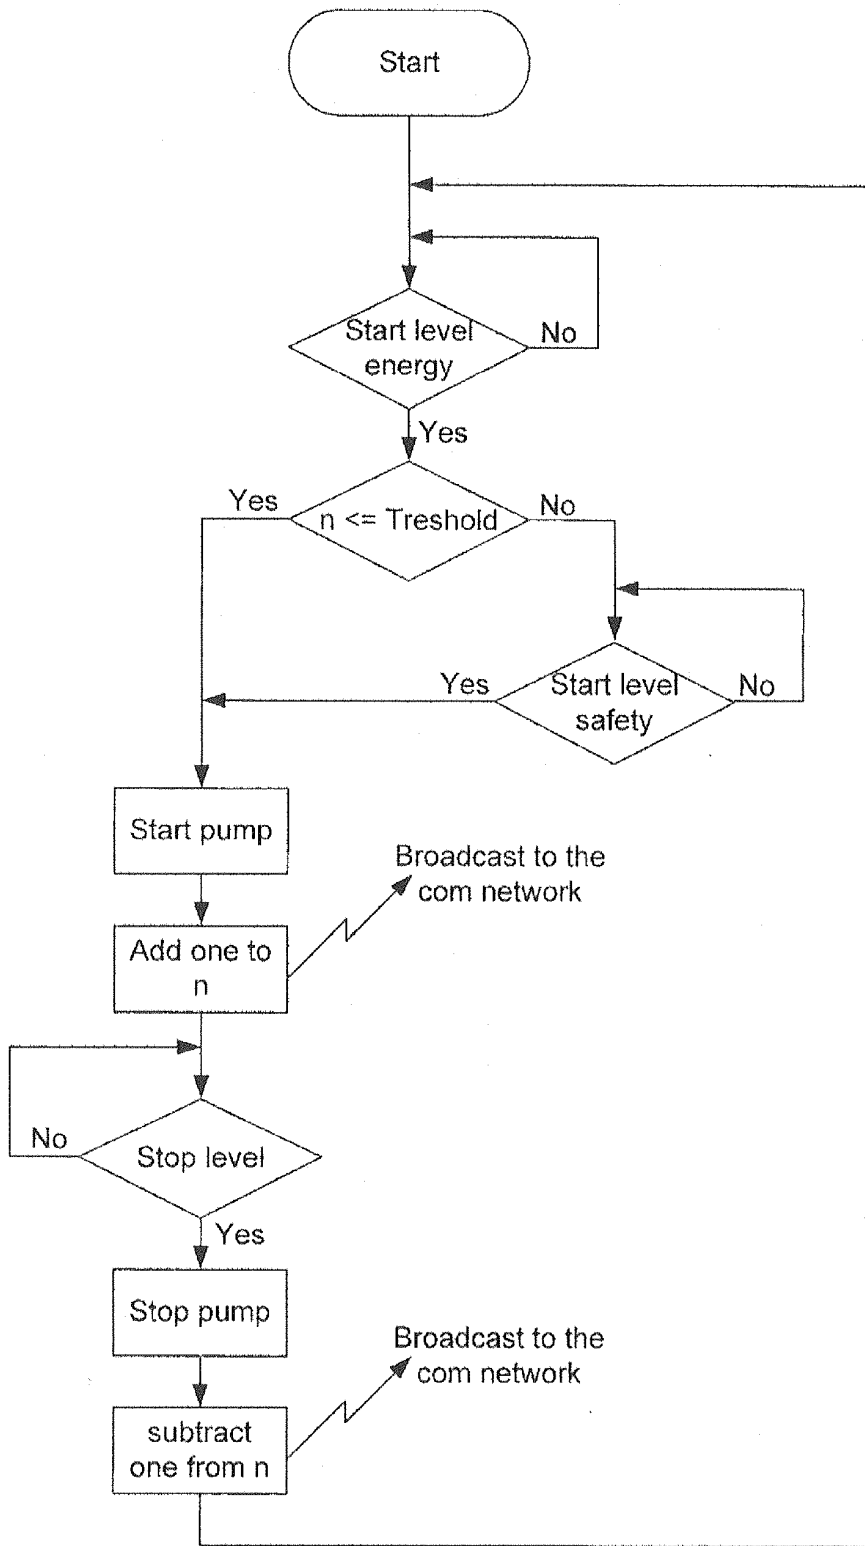 Start
Start level
energy
No
Yes
Yes
n <= Treshold
No
Yes
Start level
safety
No
Start pump
Broadcast to the
com network
Add one to
n
No
Stop level
Yes
Stop pump
Broadcast to the
com network
subtract
one from n